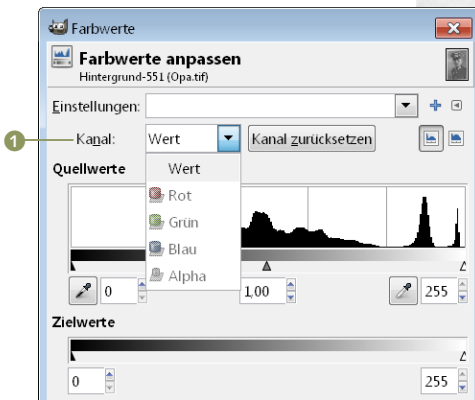 Farbwerte
Farbwerte anpassen
Hintergrund-551 (Opa.tif)
Einstellungen:
1 Kanal: Wert Kanal zurücksetzen
Quellwerte
Wert
Rot
Grün
Blau
Alpha
0 1,00 255
Zielwerte
0 255